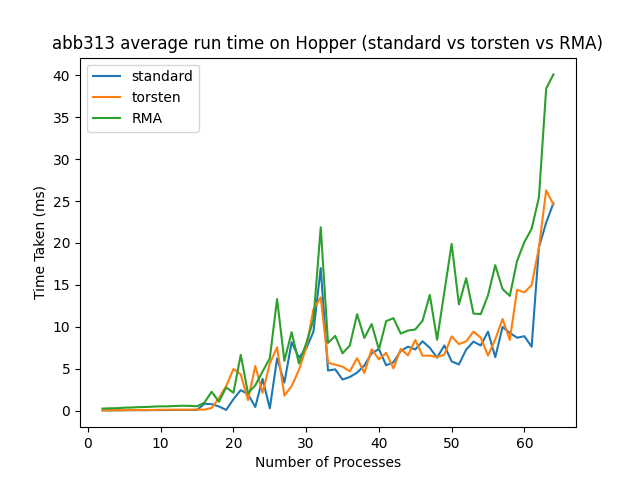 abb313 average run time on Hopper (standard vs torsten vs RMA)
standard
torsten
RMA
40
35
30
25
20
15
10
5
0
Time Taken (ms)
0 10 20 30 40 50 60
Number of Processes